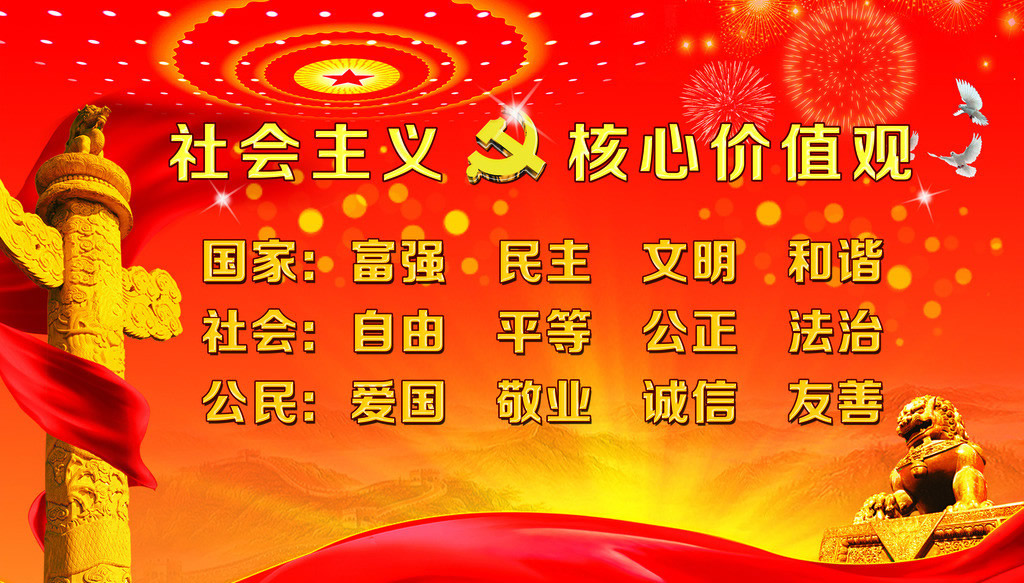 社会主义 核心价值观
国家：富强 民主 文明 和谐
社会：自由 平等 公正 法治
公民：爱国 敬业 诚信 友善